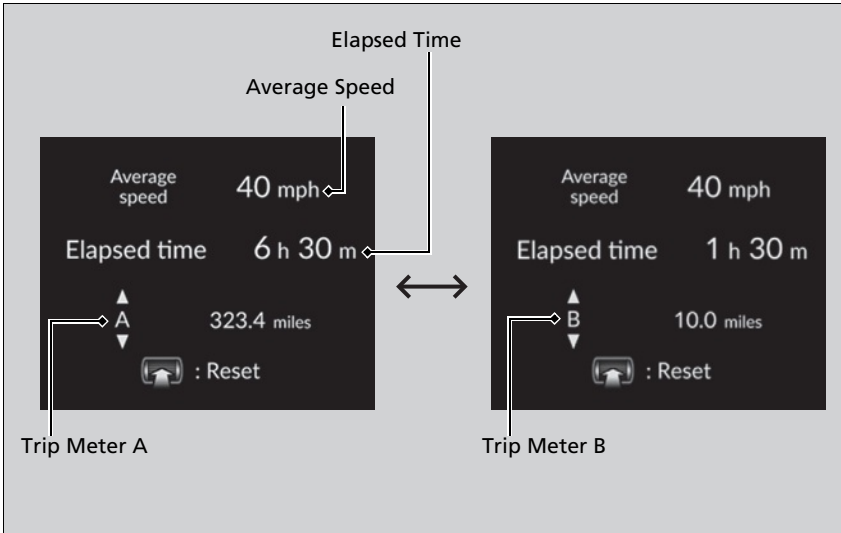 Elapsed Time
Average Speed
Average
speed
40 mph
Elapsed time 6 h 30 m
A 323.4 miles
: Reset
Trip Meter A
Average
speed
40 mph
Elapsed time 1 h 30 m
B 10.0 miles
: Reset
Trip Meter B